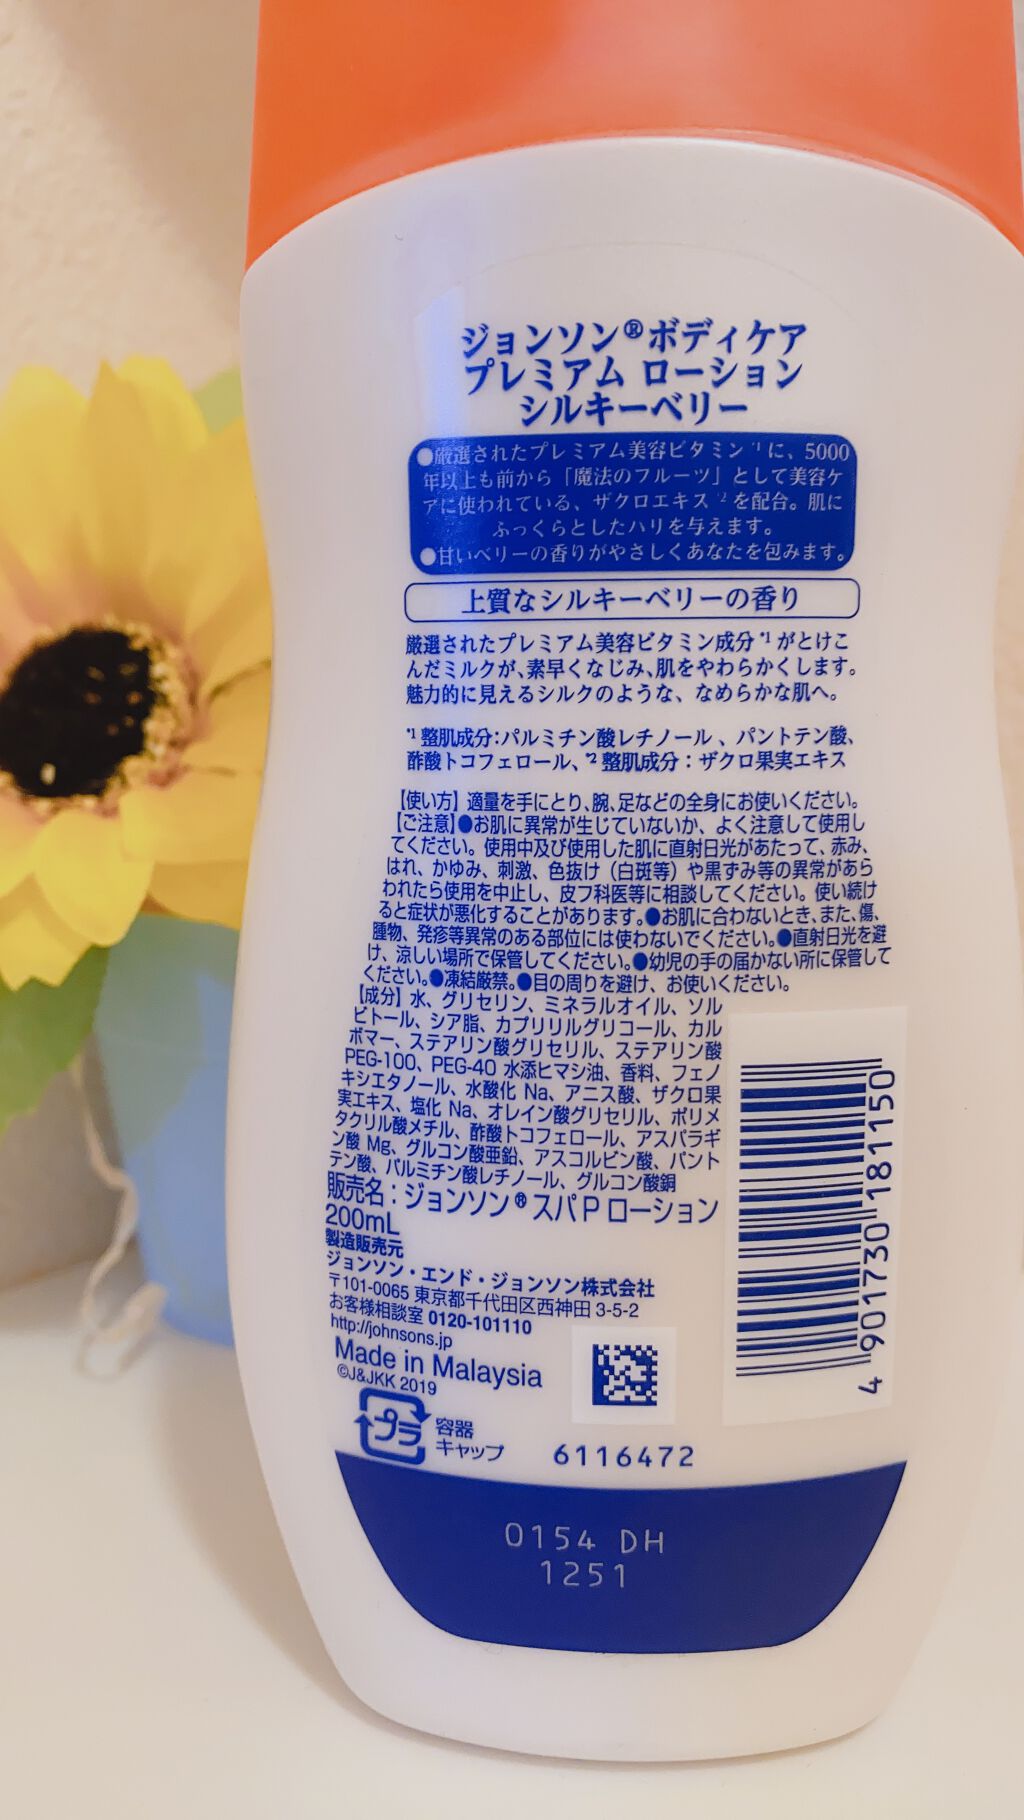 ジョンソン®ボディケア
プレミアム ローション
シルキーベリー
●厳選されたプレミアム美容ビタミン*1に、5000
年以上も前から「魔法のフルーツ」として美容ケ
アに使われている、ザクロエキス*2を配合。肌に
ふっくらとしたハリを与えます。
●甘いベリーの香りがやさしくあなたを包みます。
上質なシルキーベリーの香り
厳選されたプレミアム美容ビタミン成分*1がとけこ
んだミルクが、素早くなじみ、肌をやわらかくします。
魅力的に見えるシルクのような、なめらかな肌へ。
*1 整肌成分:パルミチン酸レチノール 、パントテン酸、
酢酸トコフェロール、*2 整肌成分：ザクロ果実エキス
【使い方】適量を手にとり、腕、足などの全身にお使いください。
【ご注意】●お肌に異常が生じていないか、よく注意して使用し
てください。使用中及び使用した肌に直射日光があたって、赤み、
はれ、かゆみ、刺激、色抜け（白斑等）や黒ずみ等の異常があら
われたら使用を中止し、皮フ科医等に相談してください。使い続け
ると症状が悪化することがあります。●お肌に合わないとき、また、傷、
腫物、発疹等異常のある部位には使わないでください。●直射日光を避
け、涼しい場所で保管してください。●幼児の手の届かない所に保管して
ください。●凍結厳禁。●目の周りを避け、お使いください。
【成分】水、グリセリン、ミネラルオイル、ソル
ビトール、シア脂、カプリリルグリコール、カル
ボマー、ステアリン酸グリセリル、ステアリン酸
PEG-100、PEG-40 水添ヒマシ油、香料、フェノ
キシエタノール、水酸化 Na、アニス酸、ザクロ果
実エキス、塩化 Na、オレイン酸グリセリル、ポリメ
タクリル酸メチル、酢酸トコフェロール、アスパラギ
ン酸 Mg、グルコン酸亜鉛、アスコルビン酸、パント
テン酸、パルミチン酸レチノール、グルコン酸銅
販売名：ジョンソン®スパP ローション
200mL
製造販売元
ジョンソン・エンド・ジョンソン株式会社
〒101-0065 東京都千代田区西神田 3-5-2
お客様相談室 0120-101110
http://johnsons.jp
Made in Malaysia
©J&JKK 2019
プラ
容器
キャップ
6116472
4 901730 181150
0154 DH
1251